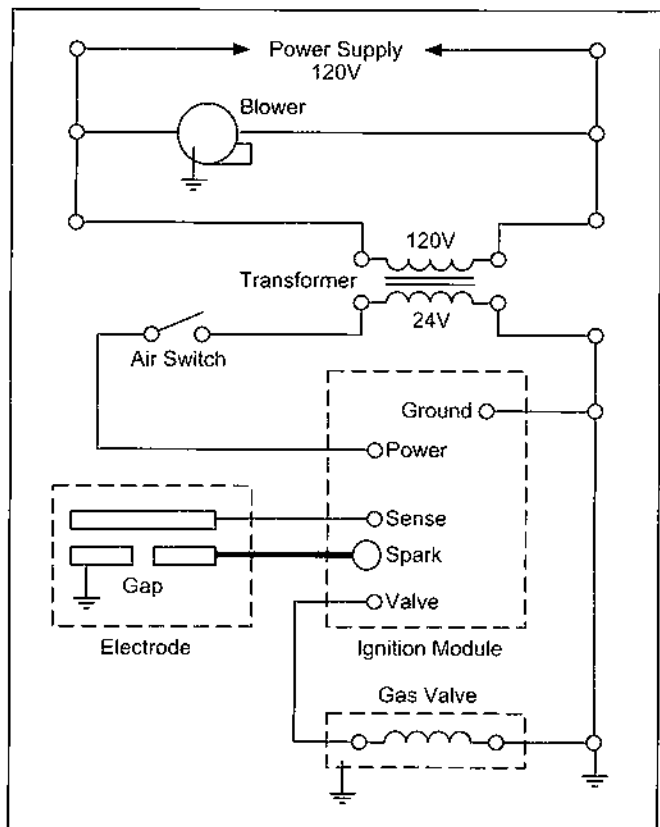 Power Supply
120V
Blower
120V
Transformer
24V
Air Switch
Ground
Power
Sense
Spark
Gap
Valve
Electrode
Ignition Module
Gas Valve